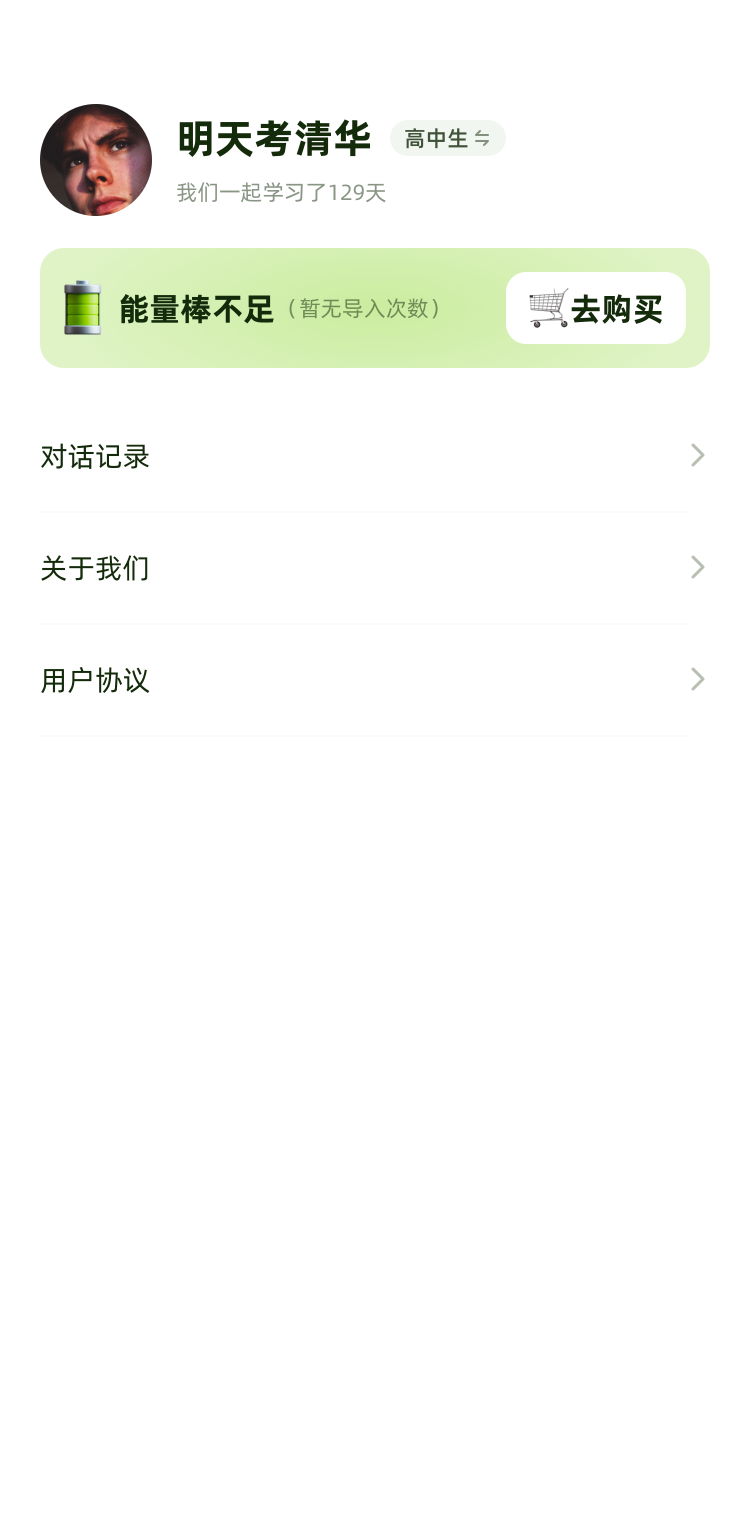 明天考清华 高中生
我们一起学习了129天
能量棒不足（暂无导入次数） 去购买
对话记录
关于我们
用户协议